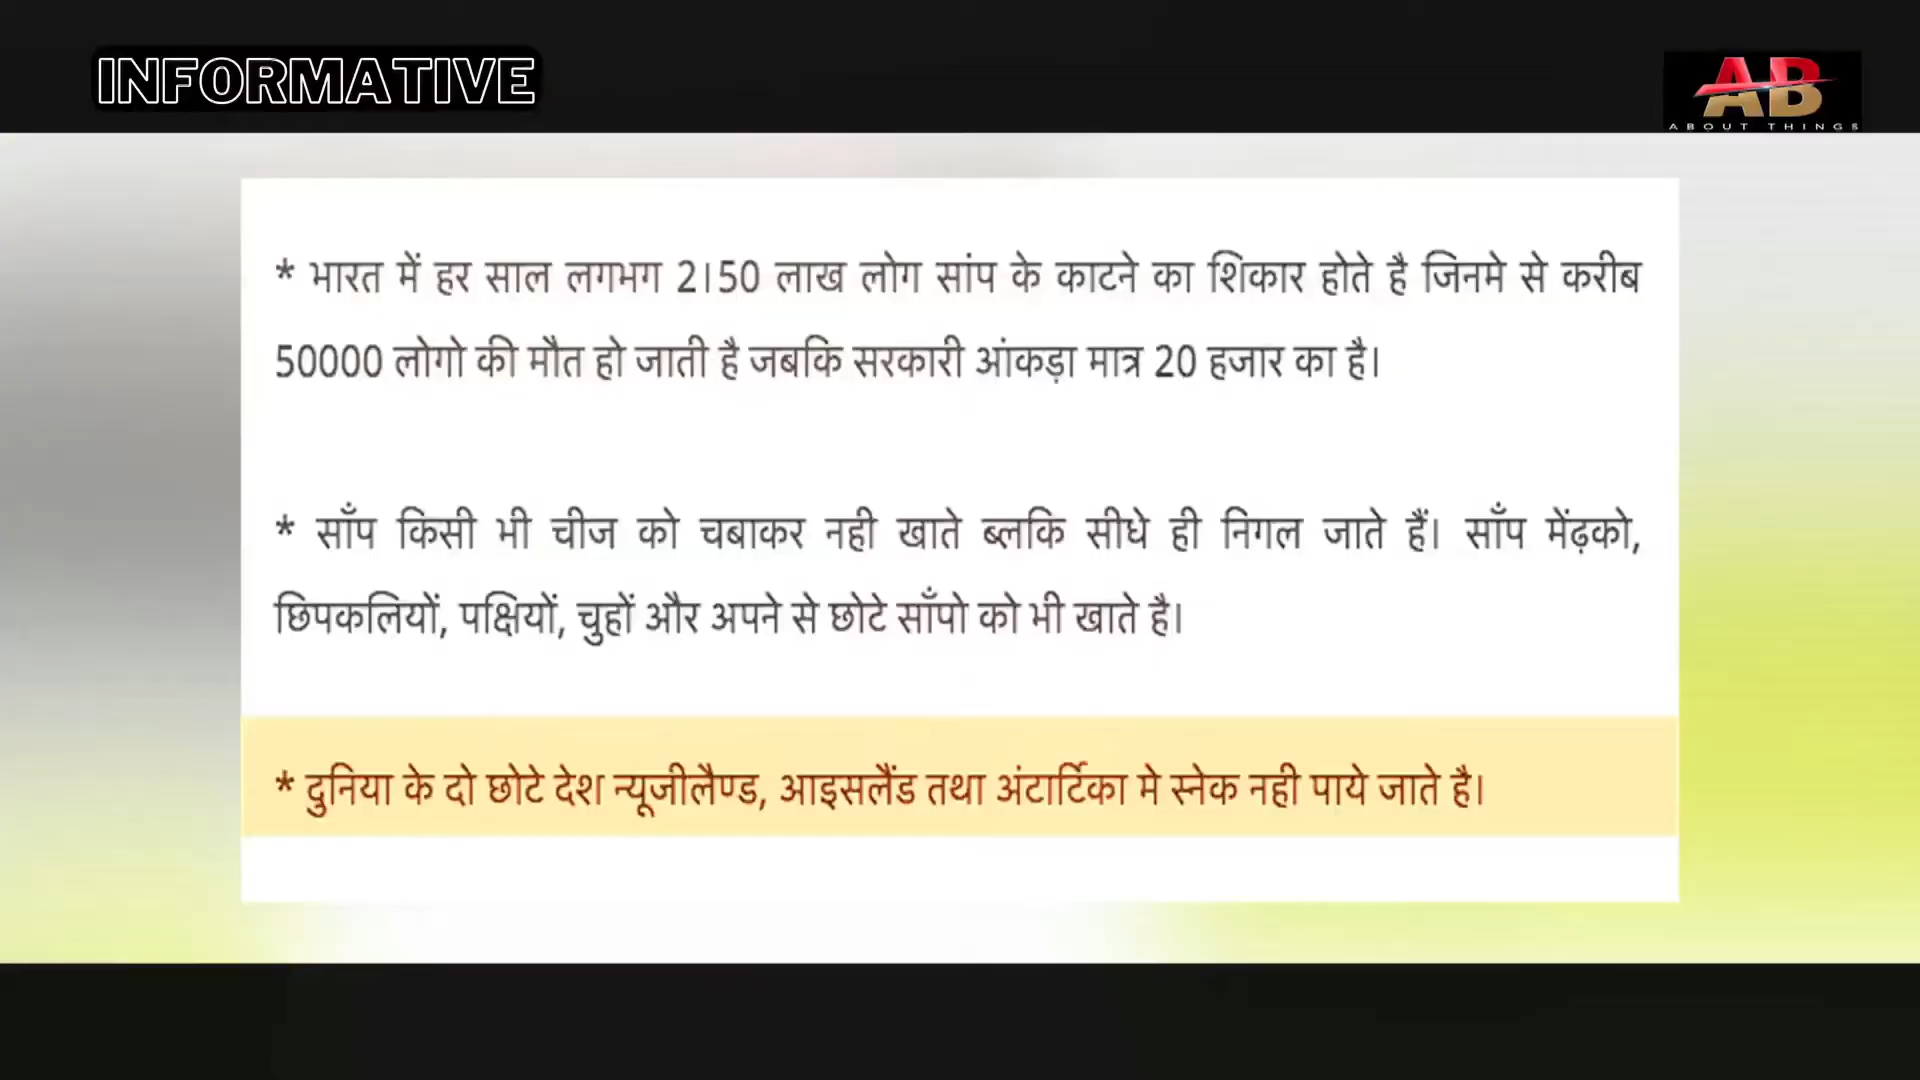 INFORMATIVE
AB
ABOUT THINGS
* भारत में हर साल लगभग 2।50 लाख लोग सांप के काटने का शिकार होते है जिनमे से करीब
50000 लोगो की मौत हो जाती है जबकि सरकारी आंकड़ा मात्र 20 हजार का है।
* साँप किसी भी चीज को चबाकर नही खाते ब्लकि सीधे ही निगल जाते हैं। साँप मेंढ़को,
छिपकलियों, पक्षियों, चुहों और अपने से छोटे साँपो को भी खाते है।
* दुनिया के दो छोटे देश न्यूजीलैण्ड, आइसलैंड तथा अंटार्टिका मे स्नेक नही पाये जाते है।